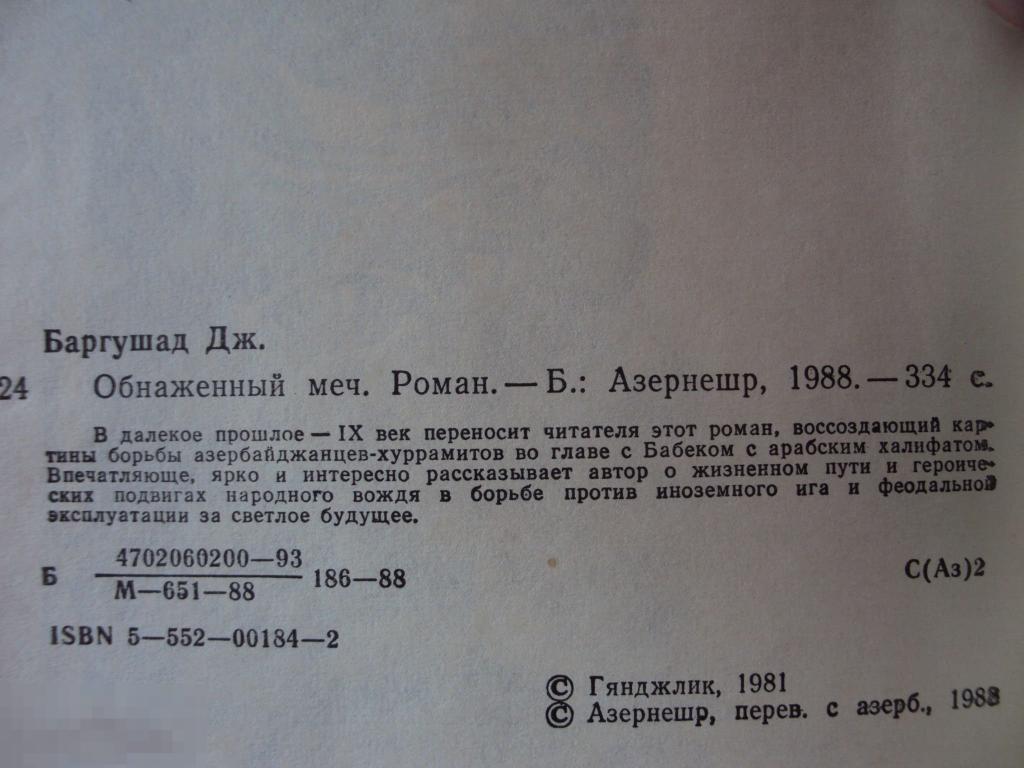 Баргушад Дж.
24 Обнаженный меч. Роман. — Б.: Азернешр, 1988. — 334 с.
В далекое прошлое — IX век переносит читателя этот роман, воссоздающий кар-
тины борьбы азербайджанцев-хуррамитов во главе с Бабеком с арабским халифатом.
Впечатляюще, ярко и интересно рассказывает автор о жизненном пути и героиче-
ских подвигах народного вождя в борьбе против иноземного ига и феодальной
эксплуатации за светлое будущее.
4702060200—93
Б 186—88 С(Аз)2
М—651—88
ISBN 5—552—00184—2
© Гянджлик, 1981
© Азернешр, перев. с азерб., 1988